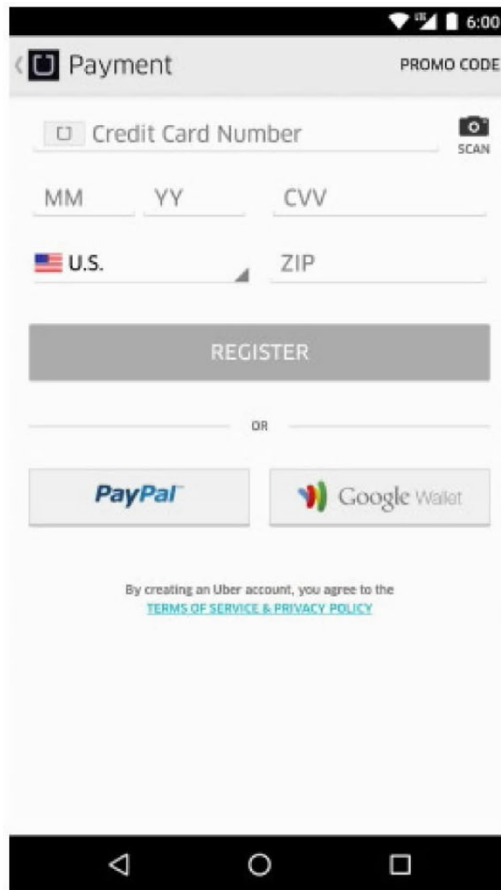 6:00
Payment PROMO CODE
Credit Card Number
SCAN
MM YY CVV
U.S. ZIP
REGISTER
OR
PayPal Google Wallet
By creating an Uber account, you agree to the
TERMS OF SERVICE & PRIVACY POLICY